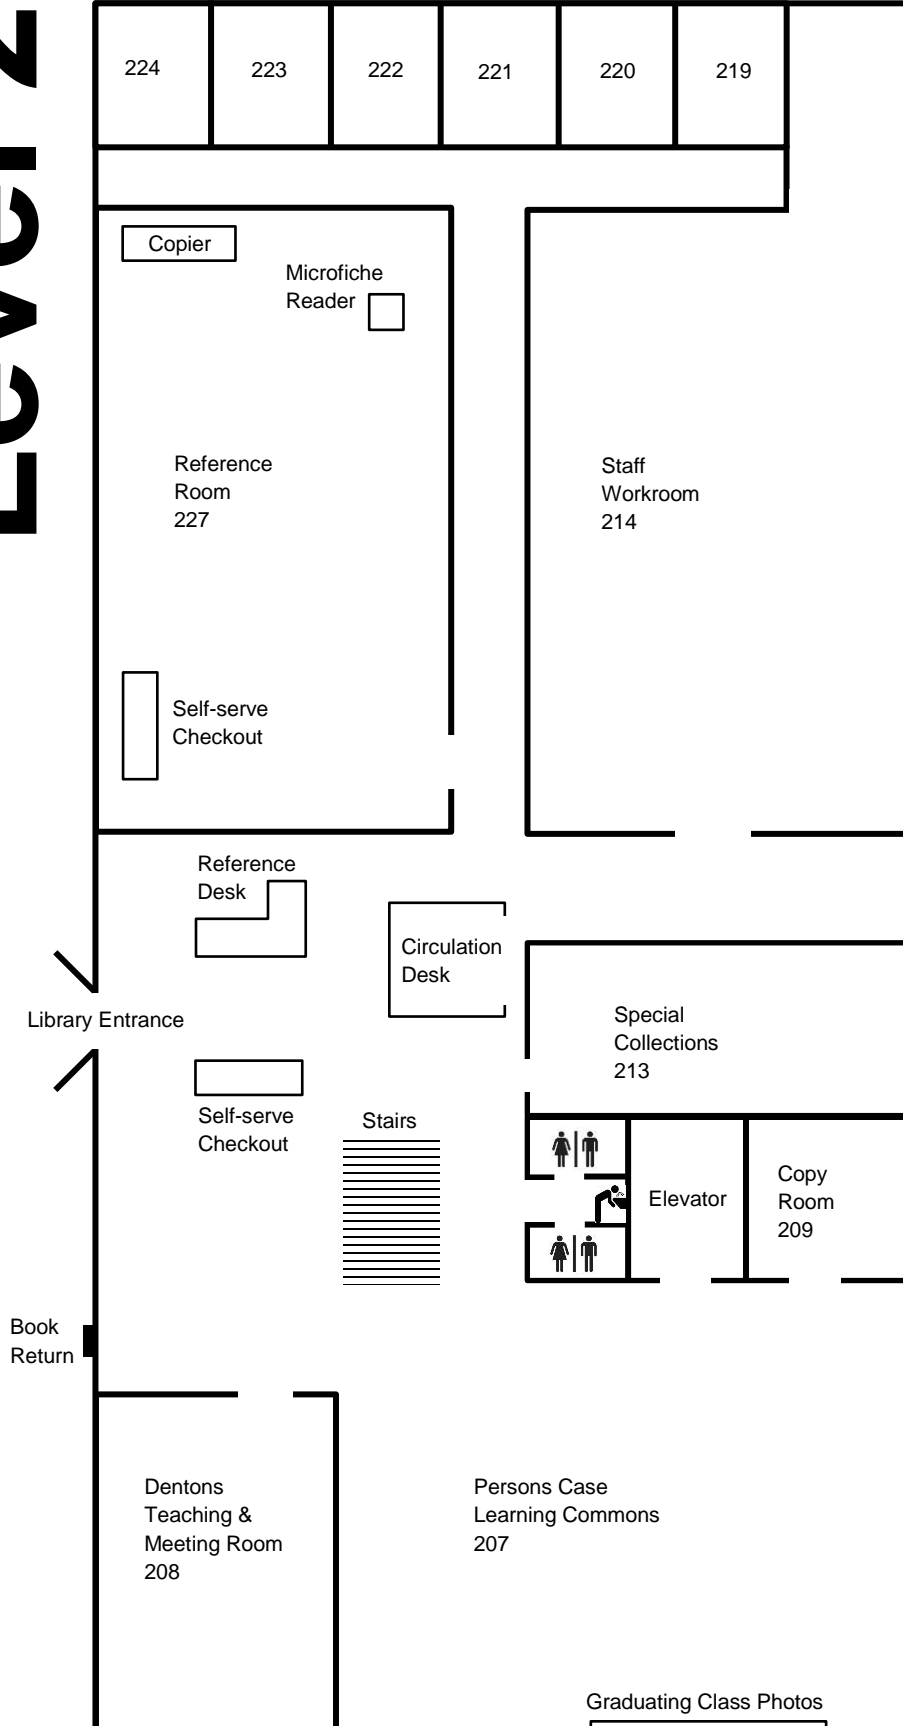 Level 2
224
223
222
221
220
219
Copier
Microfiche
Reader
Reference
Room
227
Staff
Workroom
214
Self-serve
Checkout
Reference
Desk
Circulation
Desk
Library Entrance
Special
Collections
213
Self-serve
Checkout
Stairs
Elevator
Copy
Room
209
Book
Return
Dentons
Teaching &
Meeting Room
208
Persons Case
Learning Commons
207
Graduating Class Photos